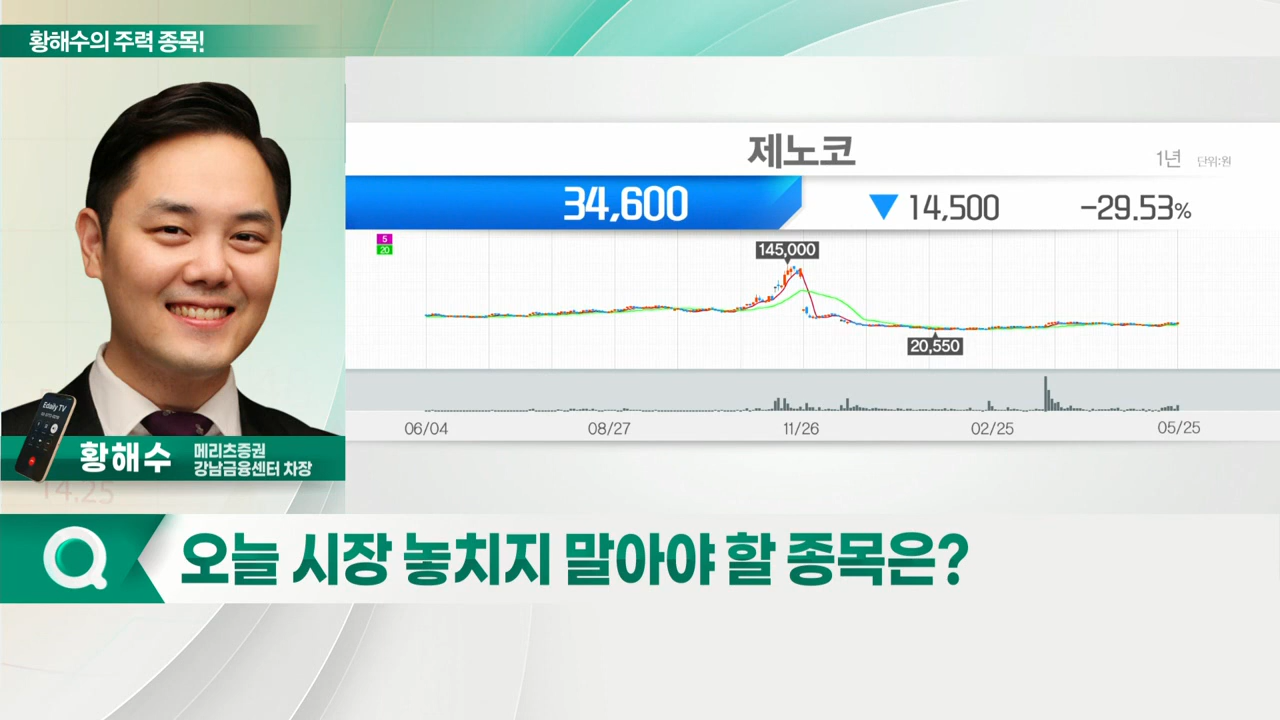 황해수의 주력 종목!
제노코
1년 단위:원
34,600 ▼ 14,500 -29.53%
5
20
145,000
20,550
06/04 08/27 11/26 02/25 05/25
Edaily TV
황해수 메리츠증권
강남금융센터 차장
14.25
Q 오늘 시장 놓치지 말아야 할 종목은?